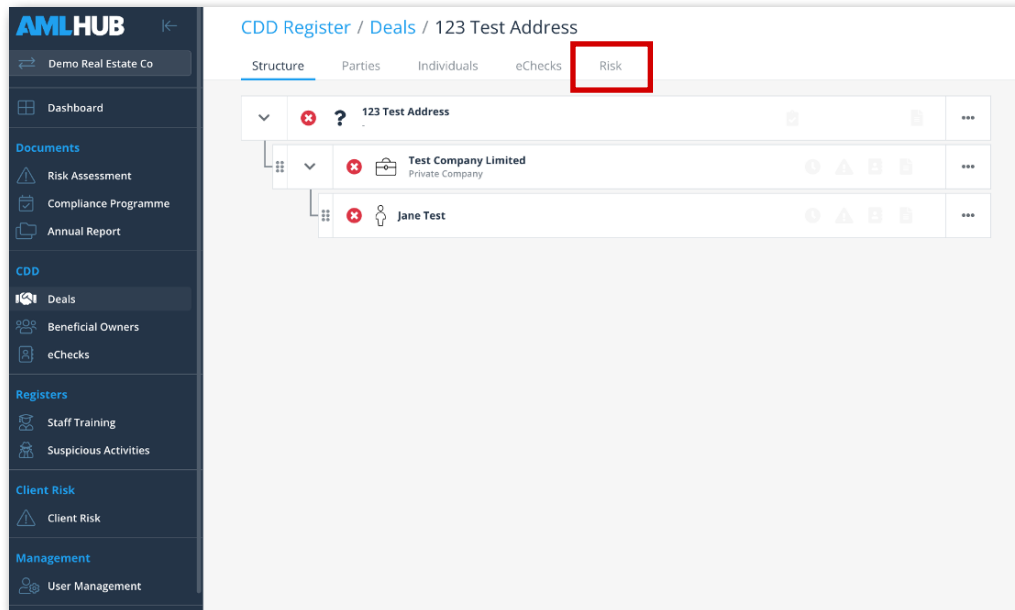 AMLHUB
Demo Real Estate Co
Dashboard
Documents
Risk Assessment
Compliance Programme
Annual Report
CDD
Deals
Beneficial Owners
eChecks
Registers
Staff Training
Suspicious Activities
Client Risk
Client Risk
Management
User Management
CDD Register / Deals / 123 Test Address
Structure Parties Individuals eChecks Risk
123 Test Address
-
Test Company Limited
Private Company
Jane Test